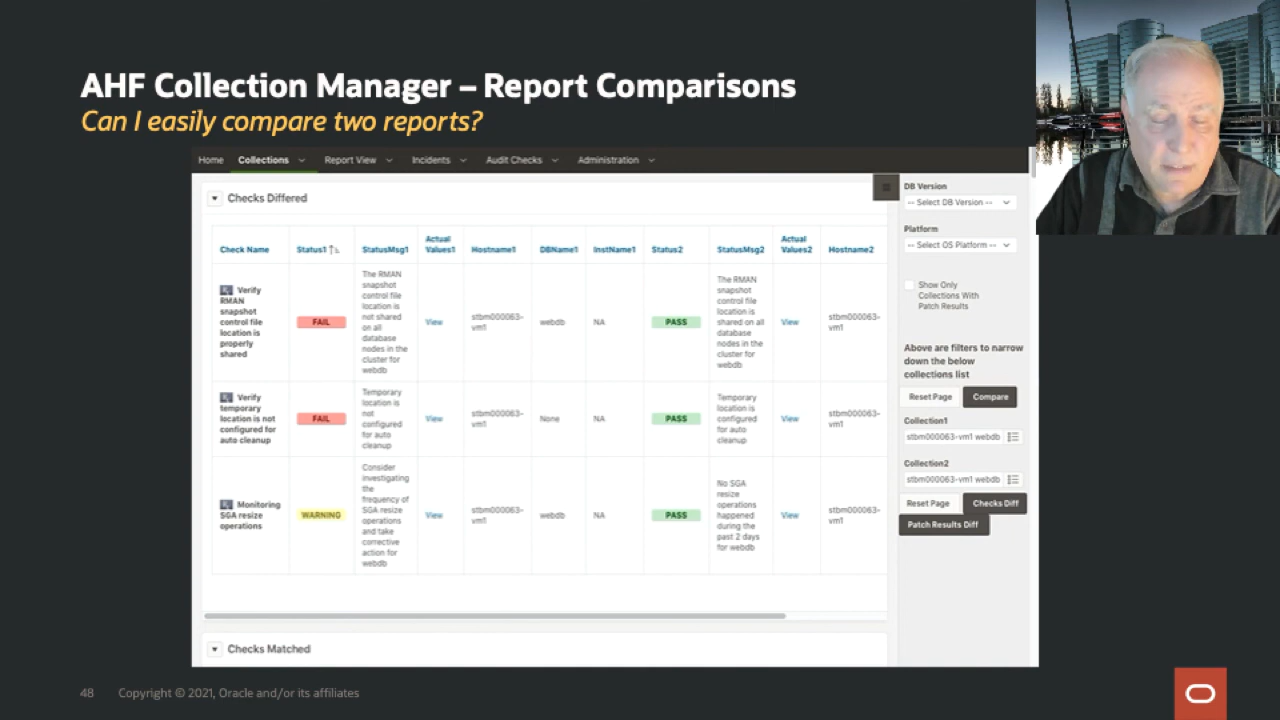 AHF Collection Manager – Report Comparisons
Can I easily compare two reports?
Home Collections Report View Incidents Audit Checks Administration
Checks Differed
Check Name Status1 StatusMsg1 Actual Values1 Hostname1 DBName1 InstName1 Status2 StatusMsg2 Actual Values2 Hostname2
Verify
RMAN
snapshot
control file
location is
properly
shared
FAIL
The RMAN
snapshot
control file
location is
not shared
on all
database
nodes in the
cluster for
webdb
View
stbm000063-
vm1
webdb
NA
PASS
The RMAN
snapshot
control file
location is
shared on all
database
nodes in the
cluster for
webdb
View
stbm000063-
vm1
Verify
temporary
location is not
configured for
auto cleanup
FAIL
Temporary
location is
not
configured
for auto
cleanup
View
stbm000063-
vm1
None
NA
PASS
Temporary
location is
configured
for auto
cleanup
View
stbm000063-
vm1
Monitoring
SGA resize
operations
WARNING
Consider
investigating
the
frequency of
SGA resize
operations
and take
corrective
action for
webdb
View
stbm000063-
vm1
webdb
NA
PASS
No SGA
resize
operations
happened
during the
past 2 days
for webdb
View
stbm000063-
vm1
Checks Matched
DB Version
-- Select DB Version --
Platform
-- Select OS Platform --
Show Only
Collections With
Patch Results
Above are filters to narrow
down the below
collections list
Reset Page Compare
Collection1
stbm000063-vm1 webdb
Collection2
stbm000063-vm1 webdb
Reset Page Checks Diff
Patch Results Diff
48 Copyright © 2021, Oracle and/or its affiliates